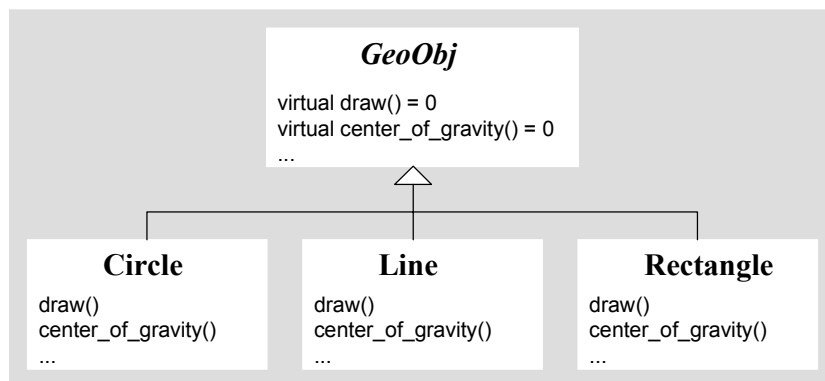 GeoObj
virtual draw() = 0
virtual center_of_gravity() = 0
...
Circle
draw()
center_of_gravity()
...
Line
draw()
center_of_gravity()
...
Rectangle
draw()
center_of_gravity()
...